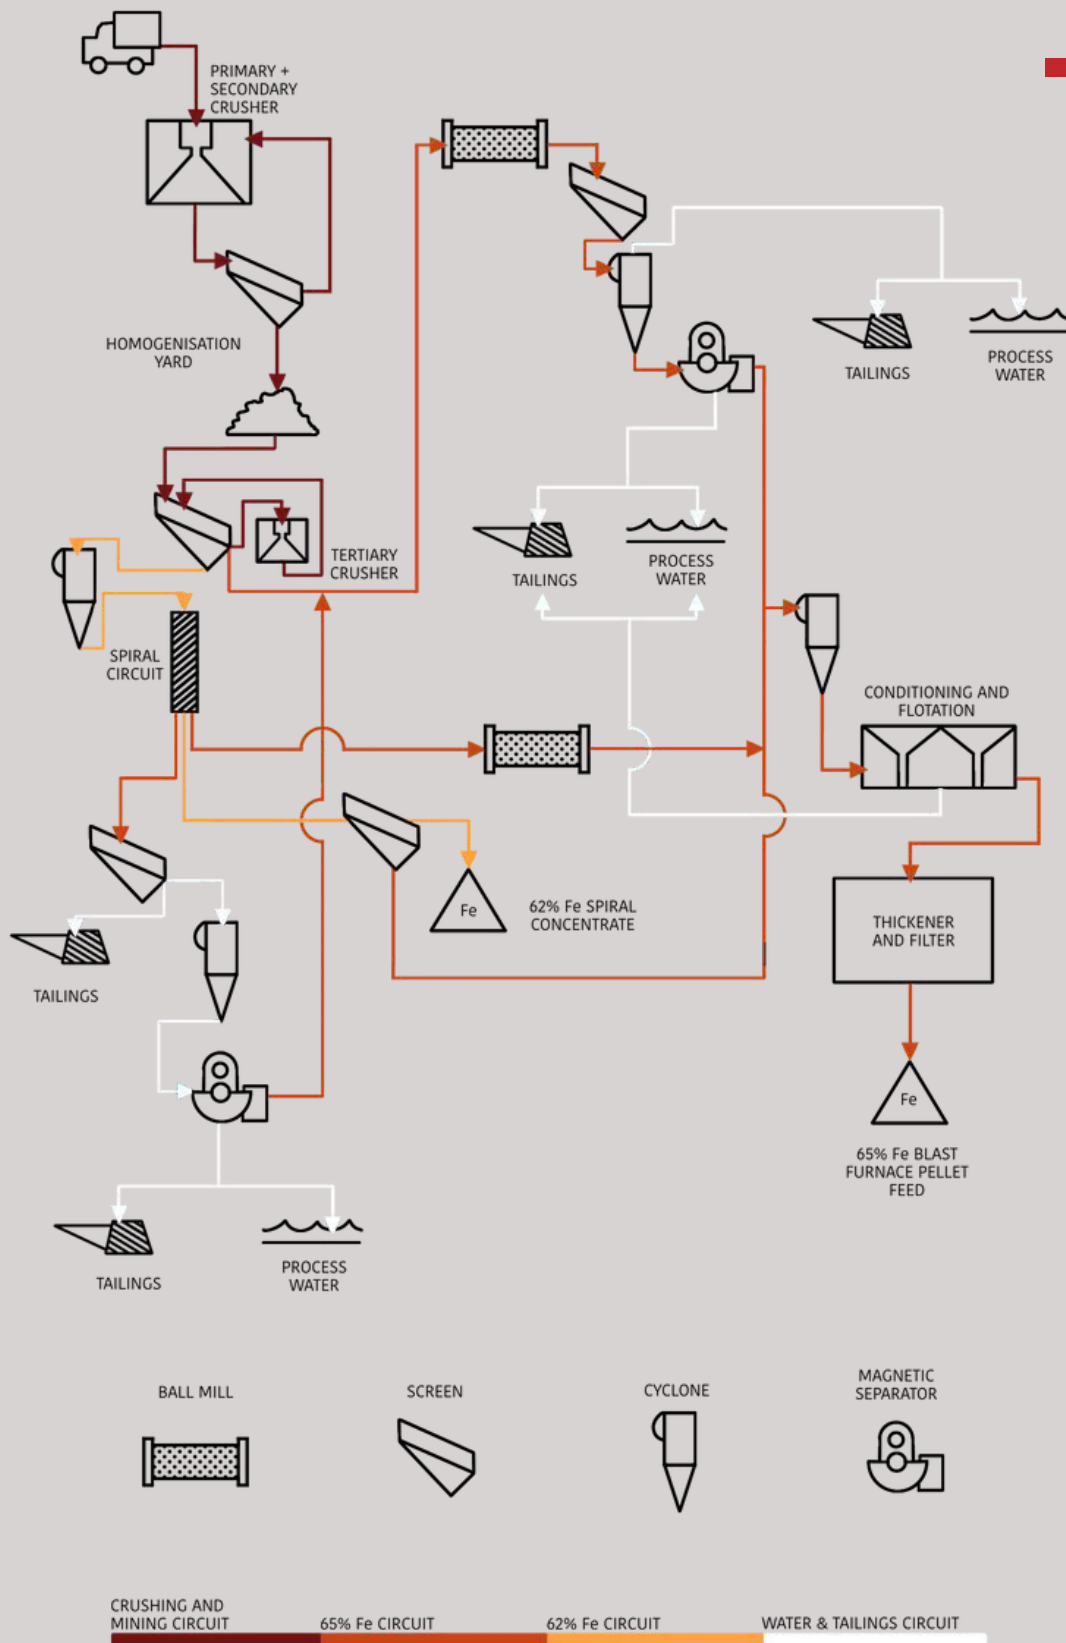 PRIMARY +
SECONDARY
CRUSHER
HOMOGENISATION
YARD
TAILINGS
PROCESS
WATER
TERTIARY
CRUSHER
TAILINGS
PROCESS
WATER
SPIRAL
CIRCUIT
CONDITIONING AND
FLOTATION
Fe
62% Fe SPIRAL
CONCENTRATE
THICKENER
AND FILTER
TAILINGS
Fe
65% Fe BLAST
FURNACE PELLET
FEED
TAILINGS
PROCESS
WATER
BALL MILL
SCREEN
CYCLONE
MAGNETIC
SEPARATOR
CRUSHING AND
MINING CIRCUIT
65% Fe CIRCUIT
62% Fe CIRCUIT
WATER & TAILINGS CIRCUIT